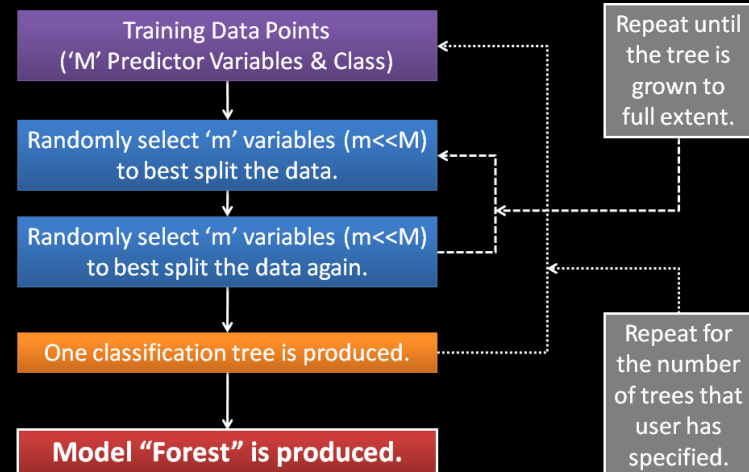 Training Data Points
(‘M’ Predictor Variables & Class)
Randomly select ‘m’ variables (m<<M)
to best split the data.
Randomly select ‘m’ variables (m<<M)
to best split the data again.
One classification tree is produced.
Model “Forest” is produced.
Repeat until
the tree is
grown to
full extent.
Repeat for
the number
of trees that
user has
specified.